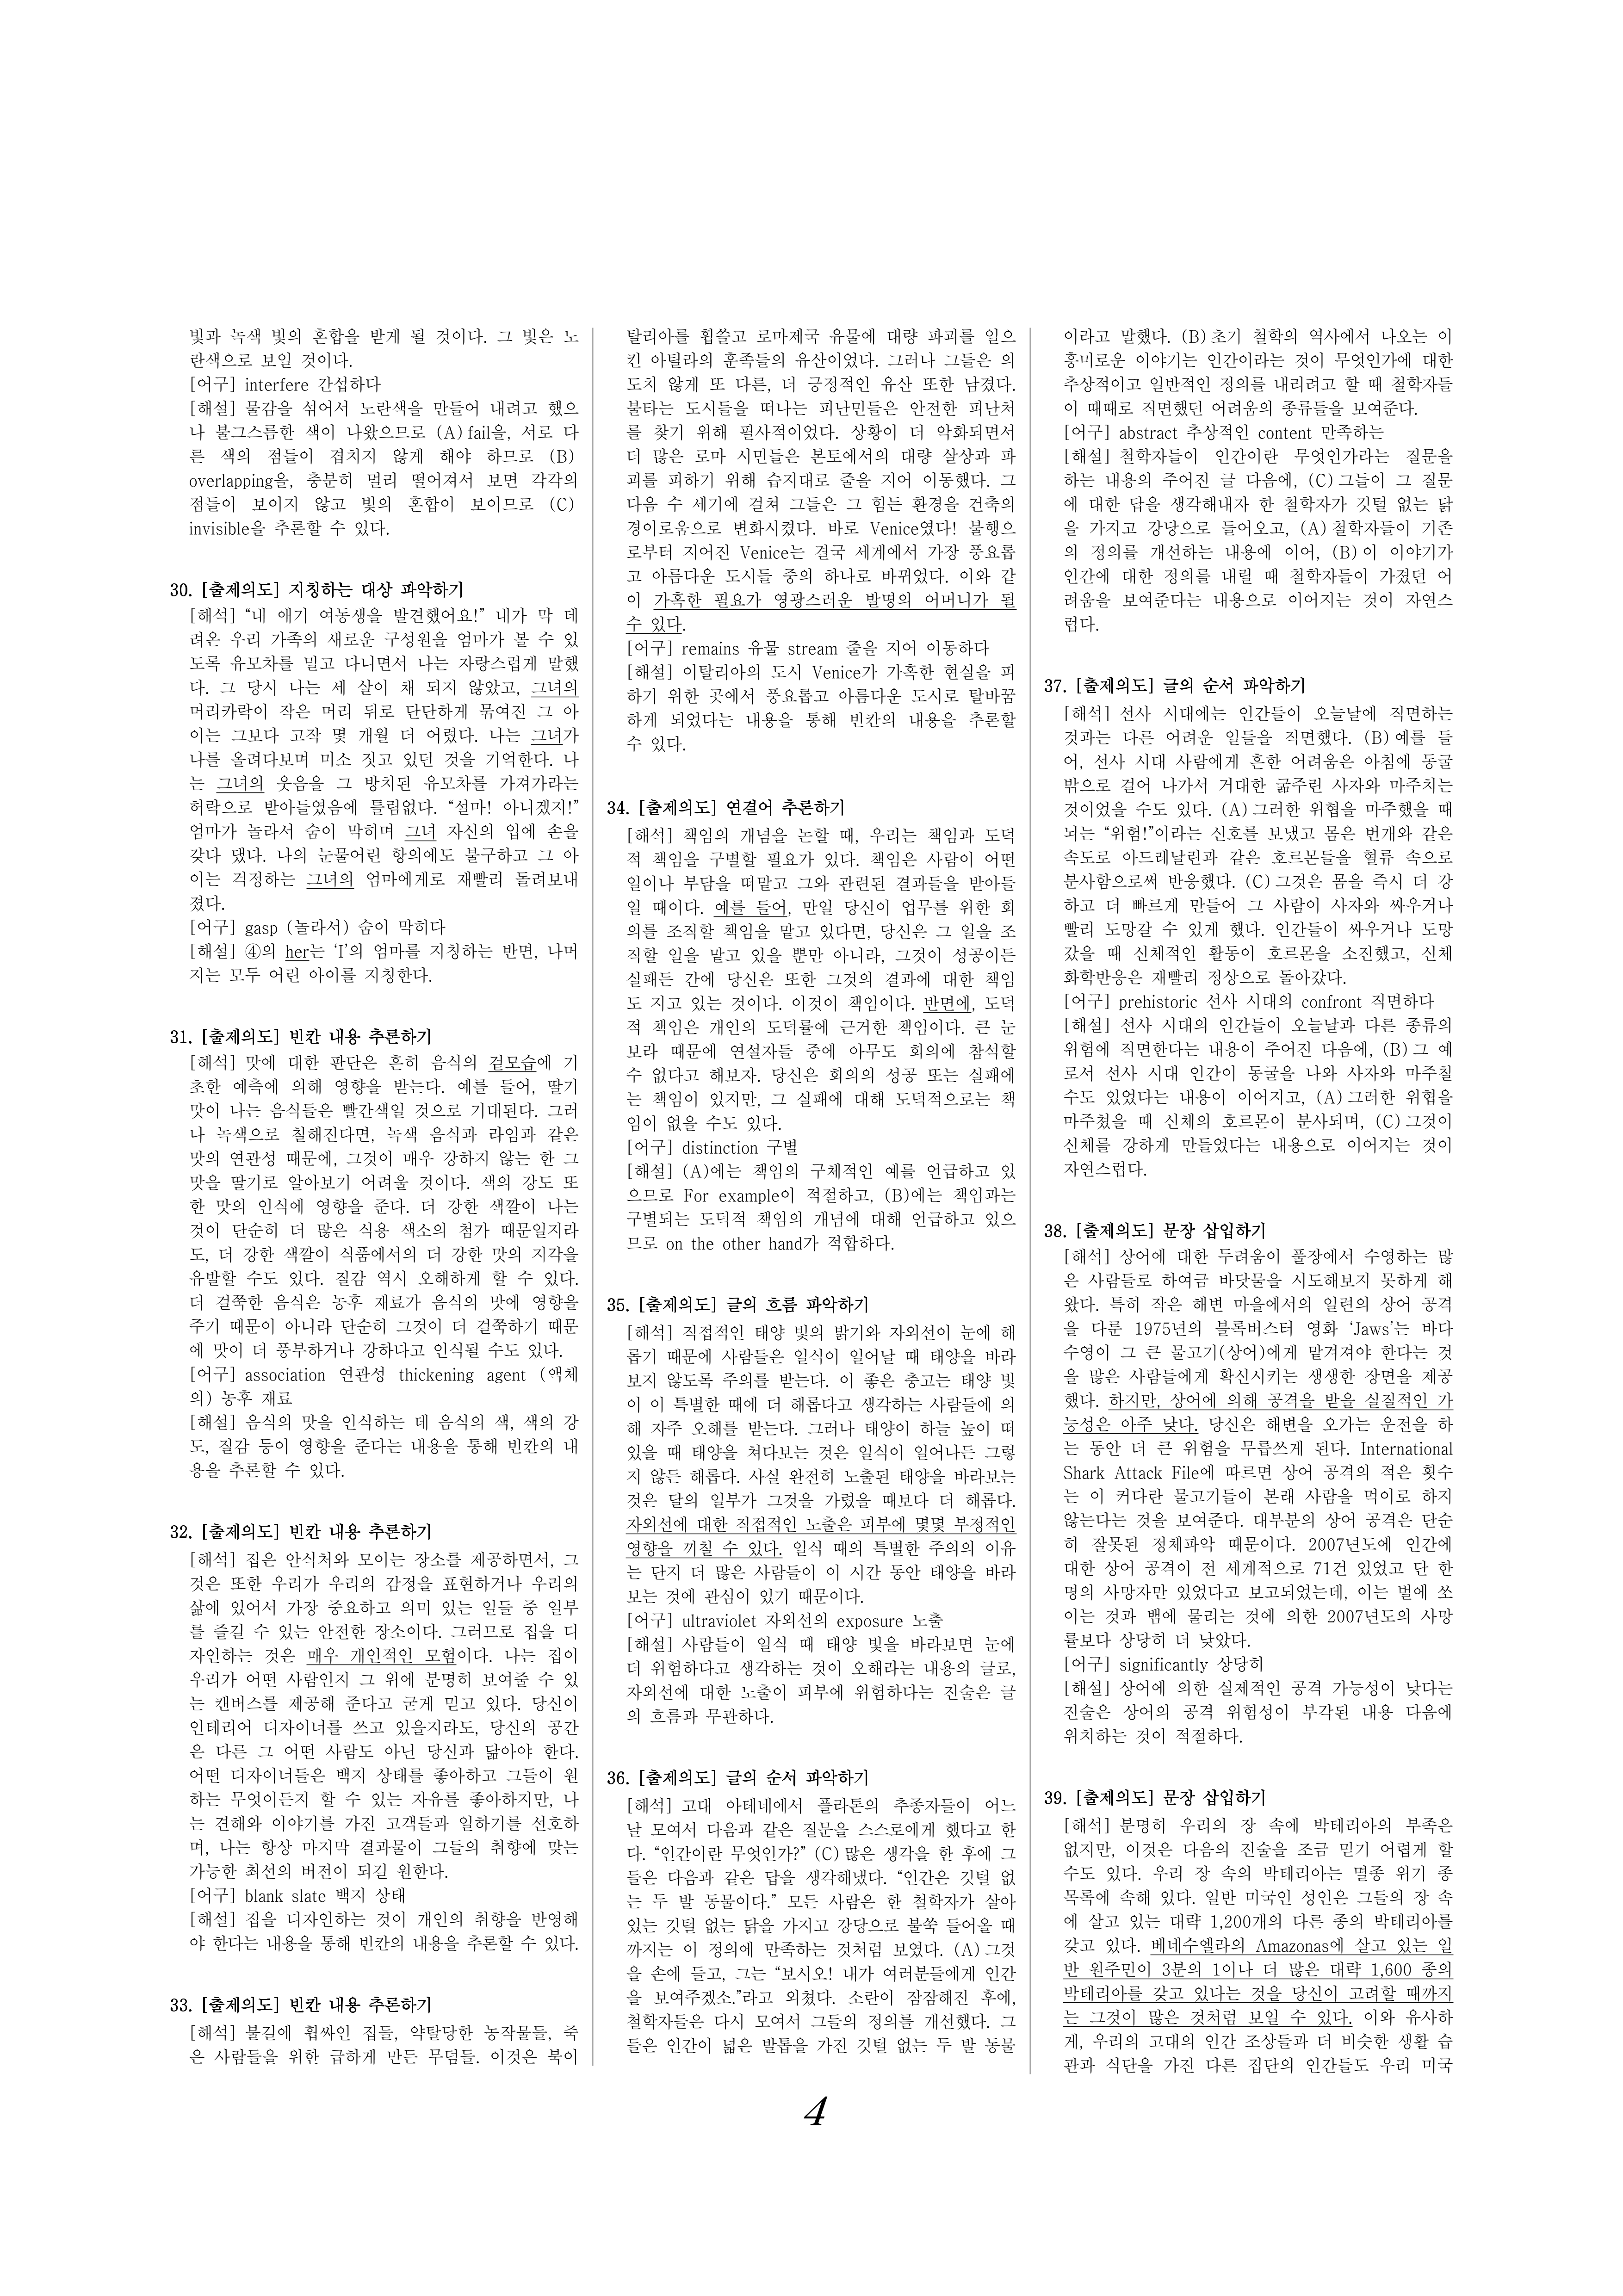 빛과 녹색 빛의 혼합을 받게 될 것이다. 그 빛은 노
란색으로 보일 것이다.
[어구] interfere 간섭하다
[해설] 물감을 섞어서 노란색을 만들어 내려고 했으
나 불그스름한 색이 나왔으므로 (A) fail을, 서로 다
른 색의 점들이 겹치지 않게 해야 하므로 (B)
overlapping을, 충분히 멀리 떨어져서 보면 각각의
점들이 보이지 않고 빛의 혼합이 보이므로 (C)
invisible을 추론할 수 있다.
30. [출제의도] 지칭하는 대상 파악하기
[해석] “내 애기 여동생을 발견했어요!” 내가 막 데
려온 우리 가족의 새로운 구성원을 엄마가 볼 수 있
도록 유모차를 밀고 다니면서 나는 자랑스럽게 말했
다. 그 당시 나는 세 살이 채 되지 않았고, 그녀의
머리카락이 작은 머리 뒤로 단단하게 묶여진 그 아
이는 그보다 고작 몇 개월 더 어렸다. 나는 그녀가
나를 올려다보며 미소 짓고 있던 것을 기억한다. 나
는 그녀의 웃음을 그 방치된 유모차를 가져가라는
허락으로 받아들였음에 틀림없다. “설마! 아니겠지!”
엄마가 놀라서 숨이 막히며 그녀 자신의 입에 손을
갖다 댔다. 나의 눈물어린 항의에도 불구하고 그 아
이는 걱정하는 그녀의 엄마에게로 재빨리 돌려보내
졌다.
[어구] gasp (놀라서) 숨이 막히다
[해설] ④의 her는 ‘I’의 엄마를 지칭하는 반면, 나머
지는 모두 어린 아이를 지칭한다.
31. [출제의도] 빈칸 내용 추론하기
[해석] 맛에 대한 판단은 흔히 음식의 겉모습에 기
초한 예측에 의해 영향을 받는다. 예를 들어, 딸기
맛이 나는 음식들은 빨간색일 것으로 기대된다. 그러
나 녹색으로 칠해진다면, 녹색 음식과 라임과 같은
맛의 연관성 때문에, 그것이 매우 강하지 않는 한 그
맛을 딸기로 알아보기 어려울 것이다. 색의 강도 또
한 맛의 인식에 영향을 준다. 더 강한 색깔이 나는
것이 단순히 더 많은 식용 색소의 첨가 때문일지라
도, 더 강한 색깔이 식품에서의 더 강한 맛의 지각을
유발할 수도 있다. 질감 역시 오해하게 할 수 있다.
더 걸쭉한 음식은 농후 재료가 음식의 맛에 영향을
주기 때문이 아니라 단순히 그것이 더 걸쭉하기 때문
에 맛이 더 풍부하거나 강하다고 인식될 수도 있다.
[어구] association 연관성 thickening agent (액체
의) 농후 재료
[해설] 음식의 맛을 인식하는 데 음식의 색, 색의 강
도, 질감 등이 영향을 준다는 내용을 통해 빈칸의 내
용을 추론할 수 있다.
32. [출제의도] 빈칸 내용 추론하기
[해석] 집은 안식처와 모이는 장소를 제공하면서, 그
것은 또한 우리가 우리의 감정을 표현하거나 우리의
삶에 있어서 가장 중요하고 의미 있는 일들 중 일부
를 즐길 수 있는 안전한 장소이다. 그러므로 집을 디
자인하는 것은 매우 개인적인 모험이다. 나는 집이
우리가 어떤 사람인지 그 위에 분명히 보여줄 수 있
는 캔버스를 제공해 준다고 굳게 믿고 있다. 당신이
인테리어 디자이너를 쓰고 있을지라도, 당신의 공간
은 다른 그 어떤 사람도 아닌 당신과 닮아야 한다.
어떤 디자이너들은 백지 상태를 좋아하고 그들이 원
하는 무엇이든지 할 수 있는 자유를 좋아하지만, 나
는 견해와 이야기를 가진 고객들과 일하기를 선호하
며, 나는 항상 마지막 결과물이 그들의 취향에 맞는
가능한 최선의 버전이 되길 원한다.
[어구] blank slate 백지 상태
[해설] 집을 디자인하는 것이 개인의 취향을 반영해
야 한다는 내용을 통해 빈칸의 내용을 추론할 수 있다.
33. [출제의도] 빈칸 내용 추론하기
[해석] 불길에 휩싸인 집들, 약탈당한 농작물들, 죽
은 사람들을 위한 급하게 만든 무덤들. 이것은 북이
탈리아를 휩쓸고 로마제국 유물에 대량 파괴를 일으
킨 아틸라의 훈족들의 유산이었다. 그러나 그들은 의
도치 않게 또 다른, 더 긍정적인 유산 또한 남겼다.
불타는 도시들을 떠나는 피난민들은 안전한 피난처
를 찾기 위해 필사적이었다. 상황이 더 악화되면서
더 많은 로마 시민들은 본토에서의 대량 살상과 파
괴를 피하기 위해 습지대로 줄을 지어 이동했다. 그
다음 수 세기에 걸쳐 그들은 그 힘든 환경을 건축의
경이로움으로 변화시켰다. 바로 Venice였다! 불행으
로부터 지어진 Venice는 결국 세계에서 가장 풍요롭
고 아름다운 도시들 중의 하나로 바뀌었다. 이와 같
이 가혹한 필요가 영광스러운 발명의 어머니가 될
수 있다.
[어구] remains 유물 stream 줄을 지어 이동하다
[해설] 이탈리아의 도시 Venice가 가혹한 현실을 피
하기 위한 곳에서 풍요롭고 아름다운 도시로 탈바꿈
하게 되었다는 내용을 통해 빈칸의 내용을 추론할
수 있다.
34. [출제의도] 연결어 추론하기
[해석] 책임의 개념을 논할 때, 우리는 책임과 도덕
적 책임을 구별할 필요가 있다. 책임은 사람이 어떤
일이나 부담을 떠맡고 그와 관련된 결과들을 받아들
일 때이다. 예를 들어, 만일 당신이 업무를 위한 회
의를 조직할 책임을 맡고 있다면, 당신은 그 일을 조
직할 일을 맡고 있을 뿐만 아니라, 그것이 성공이든
실패든 간에 당신은 또한 그것의 결과에 대한 책임
도 지고 있는 것이다. 이것이 책임이다. 반면에, 도덕
적 책임은 개인의 도덕률에 근거한 책임이다. 큰 눈
보라 때문에 연설자들 중에 아무도 회의에 참석할
수 없다고 해보자. 당신은 회의의 성공 또는 실패에
는 책임이 있지만, 그 실패에 대해 도덕적으로는 책
임이 없을 수도 있다.
[어구] distinction 구별
[해설] (A)에는 책임의 구체적인 예를 언급하고 있
으므로 For example이 적절하고, (B)에는 책임과는
구별되는 도덕적 책임의 개념에 대해 언급하고 있으
므로 on the other hand가 적합하다.
35. [출제의도] 글의 흐름 파악하기
[해석] 직접적인 태양 빛의 밝기와 자외선이 눈에 해
롭기 때문에 사람들은 일식이 일어날 때 태양을 바라
보지 않도록 주의를 받는다. 이 좋은 충고는 태양 빛
이 이 특별한 때에 더 해롭다고 생각하는 사람들에 의
해 자주 오해를 받는다. 그러나 태양이 하늘 높이 떠
있을 때 태양을 쳐다보는 것은 일식이 일어나든 그렇
지 않든 해롭다. 사실 완전히 노출된 태양을 바라보는
것은 달의 일부가 그것을 가렸을 때보다 더 해롭다.
자외선에 대한 직접적인 노출은 피부에 몇몇 부정적인
영향을 끼칠 수 있다. 일식 때의 특별한 주의의 이유
는 단지 더 많은 사람들이 이 시간 동안 태양을 바라
보는 것에 관심이 있기 때문이다.
[어구] ultraviolet 자외선의 exposure 노출
[해설] 사람들이 일식 때 태양 빛을 바라보면 눈에
더 위험하다고 생각하는 것이 오해라는 내용의 글로,
자외선에 대한 노출이 피부에 위험하다는 진술은 글
의 흐름과 무관하다.
36. [출제의도] 글의 순서 파악하기
[해석] 고대 아테네에서 플라톤의 추종자들이 어느
날 모여서 다음과 같은 질문을 스스로에게 했다고 한
다. “인간이란 무엇인가?” (C) 많은 생각을 한 후에 그
들은 다음과 같은 답을 생각해냈다. “인간은 깃털 없
는 두 발 동물이다.” 모든 사람은 한 철학자가 살아
있는 깃털 없는 닭을 가지고 강당으로 불쑥 들어올 때
까지는 이 정의에 만족하는 것처럼 보였다. (A) 그것
을 손에 들고, 그는 “보시오! 내가 여러분들에게 인간
을 보여주겠소.”라고 외쳤다. 소란이 잠잠해진 후에,
철학자들은 다시 모여서 그들의 정의를 개선했다. 그
들은 인간이 넓은 발톱을 가진 깃털 없는 두 발 동물
이라고 말했다. (B) 초기 철학의 역사에서 나오는 이
흥미로운 이야기는 인간이라는 것이 무엇인가에 대한
추상적이고 일반적인 정의를 내리려고 할 때 철학자들
이 때때로 직면했던 어려움의 종류들을 보여준다.
[어구] abstract 추상적인 content 만족하는
[해설] 철학자들이 인간이란 무엇인가라는 질문을
하는 내용의 주어진 글 다음에, (C) 그들이 그 질문
에 대한 답을 생각해내자 한 철학자가 깃털 없는 닭
을 가지고 강당으로 들어오고, (A) 철학자들이 기존
의 정의를 개선하는 내용에 이어, (B) 이 이야기가
인간에 대한 정의를 내릴 때 철학자들이 가졌던 어
려움을 보여준다는 내용으로 이어지는 것이 자연스
럽다.
37. [출제의도] 글의 순서 파악하기
[해석] 선사 시대에는 인간들이 오늘날에 직면하는
것과는 다른 어려운 일들을 직면했다. (B) 예를 들
어, 선사 시대 사람에게 흔한 어려움은 아침에 동굴
밖으로 걸어 나가서 거대한 굶주린 사자와 마주치는
것이었을 수도 있다. (A) 그러한 위협을 마주했을 때
뇌는 “위험!”이라는 신호를 보냈고 몸은 번개와 같은
속도로 아드레날린과 같은 호르몬들을 혈류 속으로
분사함으로써 반응했다. (C) 그것은 몸을 즉시 더 강
하고 더 빠르게 만들어 그 사람이 사자와 싸우거나
빨리 도망갈 수 있게 했다. 인간들이 싸우거나 도망
갔을 때 신체적인 활동이 호르몬을 소진했고, 신체
화학반응은 재빨리 정상으로 돌아갔다.
[어구] prehistoric 선사 시대의 confront 직면하다
[해설] 선사 시대의 인간들이 오늘날과 다른 종류의
위험에 직면한다는 내용이 주어진 다음에, (B) 그 예
로서 선사 시대 인간이 동굴을 나와 사자와 마주칠
수도 있었다는 내용이 이어지고, (A) 그러한 위협을
마주쳤을 때 신체의 호르몬이 분사되며, (C) 그것이
신체를 강하게 만들었다는 내용으로 이어지는 것이
자연스럽다.
38. [출제의도] 문장 삽입하기
[해석] 상어에 대한 두려움이 풀장에서 수영하는 많
은 사람들로 하여금 바닷물을 시도해보지 못하게 해
왔다. 특히 작은 해변 마을에서의 일련의 상어 공격
을 다룬 1975년의 블록버스터 영화 ‘Jaws’는 바다
수영이 그 큰 물고기(상어)에게 맡겨져야 한다는 것
을 많은 사람들에게 확신시키는 생생한 장면을 제공
했다. 하지만, 상어에 의해 공격을 받을 실질적인 가
능성은 아주 낮다. 당신은 해변을 오가는 운전을 하
는 동안 더 큰 위험을 무릅쓰게 된다. International
Shark Attack File에 따르면 상어 공격의 적은 횟수
는 이 커다란 물고기들이 본래 사람을 먹이로 하지
않는다는 것을 보여준다. 대부분의 상어 공격은 단순
히 잘못된 정체파악 때문이다. 2007년도에 인간에
대한 상어 공격이 전 세계적으로 71건 있었고 단 한
명의 사망자만 있었다고 보고되었는데, 이는 벌에 쏘
이는 것과 뱀에 물리는 것에 의한 2007년도의 사망
률보다 상당히 더 낮았다.
[어구] significantly 상당히
[해설] 상어에 의한 실제적인 공격 가능성이 낮다는
진술은 상어의 공격 위험성이 부각된 내용 다음에
위치하는 것이 적절하다.
39. [출제의도] 문장 삽입하기
[해석] 분명히 우리의 장 속에 박테리아의 부족은
없지만, 이것은 다음의 진술을 조금 믿기 어렵게 할
수도 있다. 우리 장 속의 박테리아는 멸종 위기 종
목록에 속해 있다. 일반 미국인 성인은 그들의 장 속
에 살고 있는 대략 1,200개의 다른 종의 박테리아를
갖고 있다. 베네수엘라의 Amazonas에 살고 있는 일
반 원주민이 3분의 1이나 더 많은 대략 1,600 종의
박테리아를 갖고 있다는 것을 당신이 고려할 때까지
는 그것이 많은 것처럼 보일 수 있다. 이와 유사하
게, 우리의 고대의 인간 조상들과 더 비슷한 생활 습
관과 식단을 가진 다른 집단의 인간들도 우리 미국
4